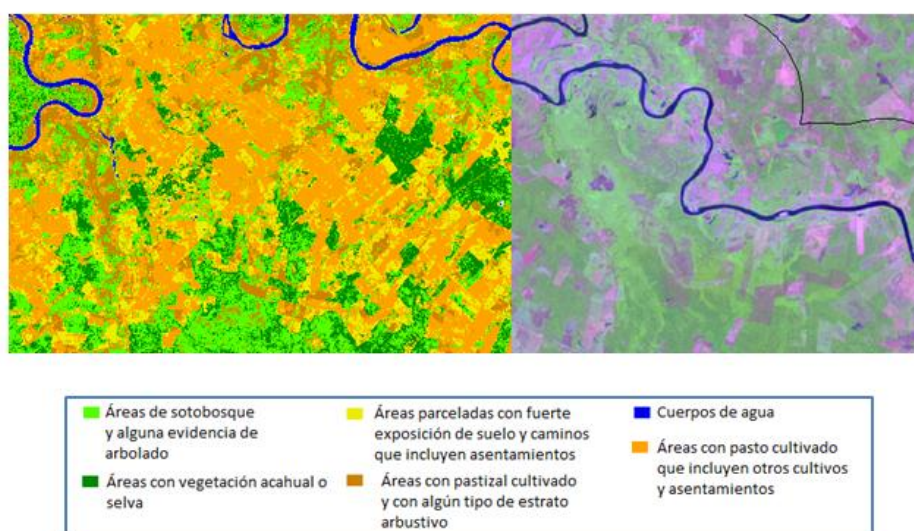 Áreas de sotobosque
y alguna evidencia de
arbolado
Áreas con vegetación acahual o
selva
Áreas parceladas con fuerte
exposición de suelo y caminos
que incluyen asentamientos
Áreas con pastizal cultivado
y con algún tipo de estrato
arbustivo
Cuerpos de agua
Áreas con pasto cultivado
que incluyen otros cultivos
y asentamientos